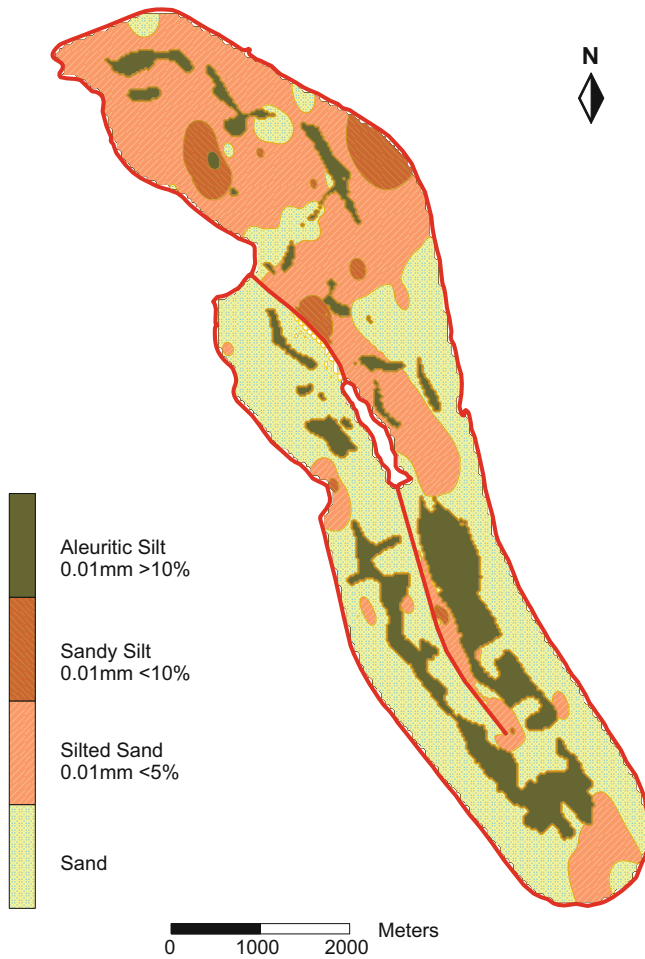 N
Aleuritic Silt
0.01mm >10%
Sandy Silt
0.01mm <10%
Silted Sand
0.01mm <5%
Sand
Meters
0 1000 2000